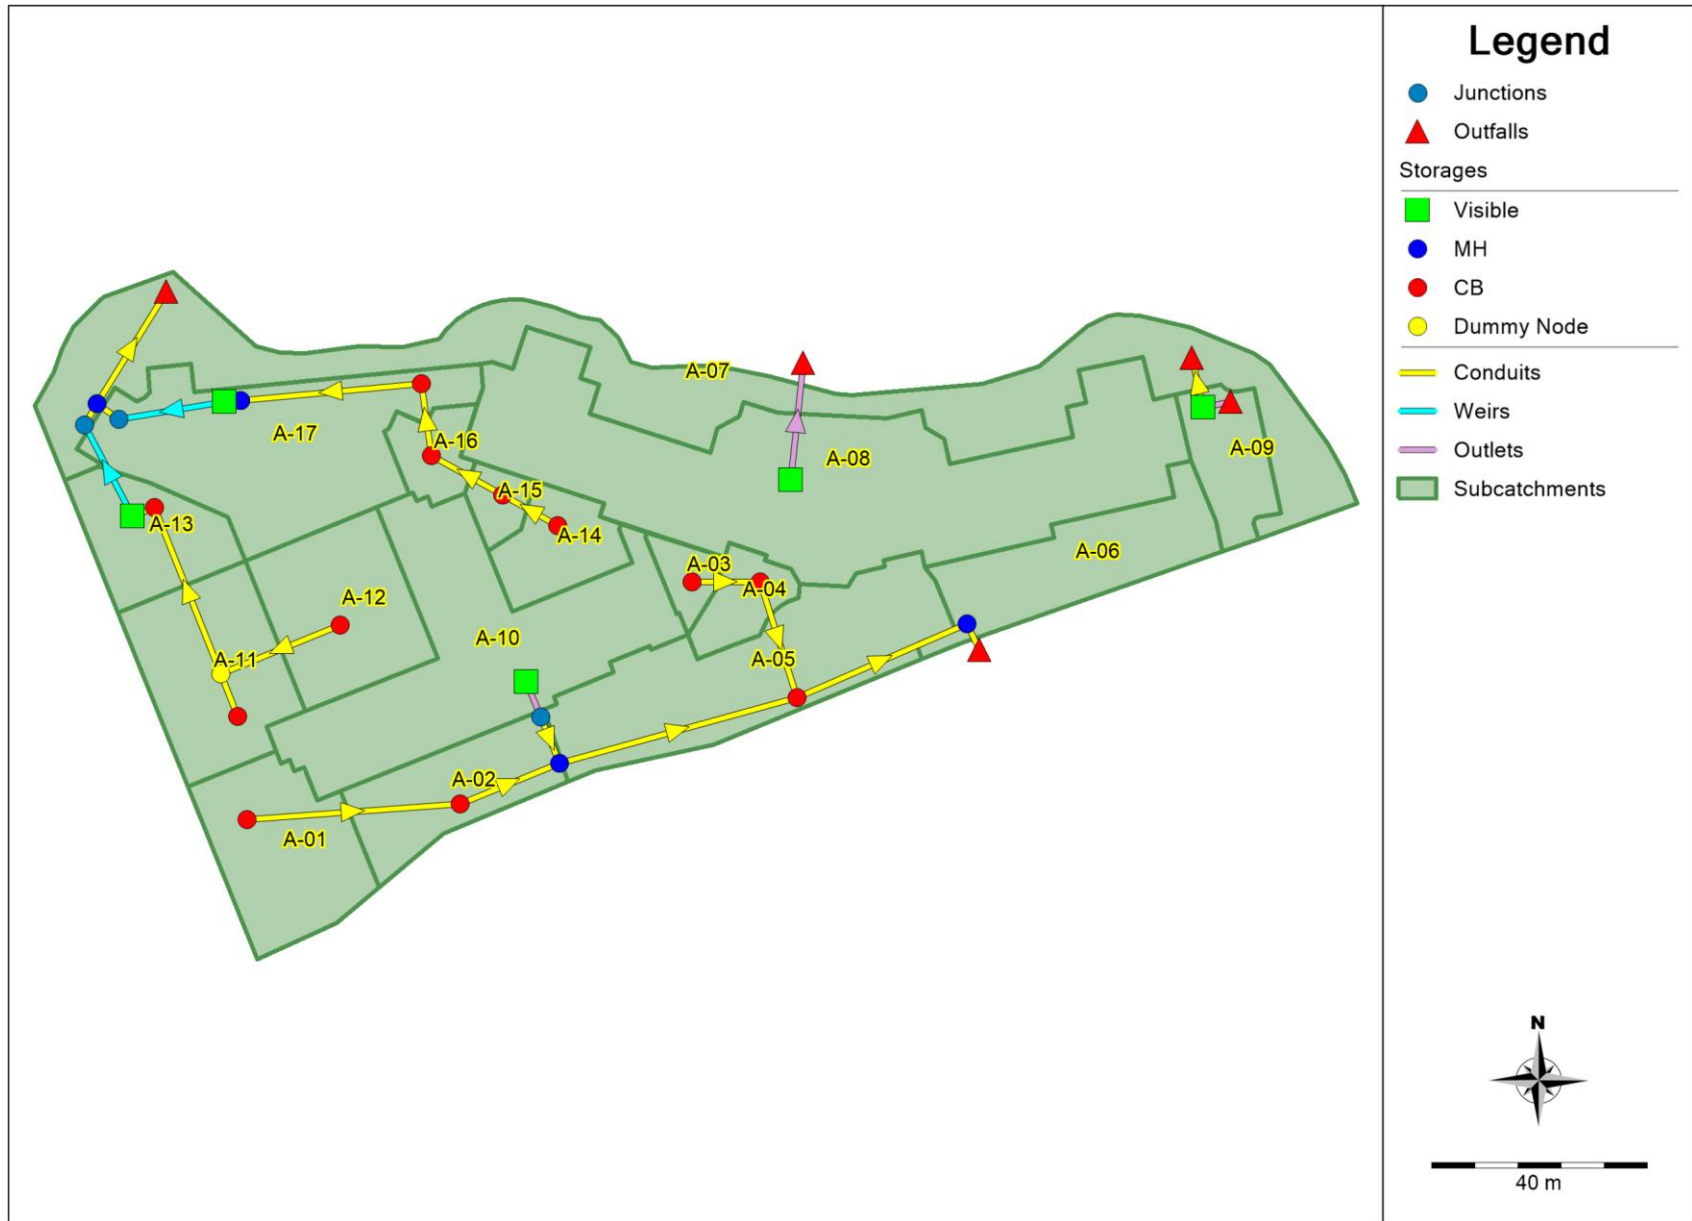 Legend
Junctions
Outfalls
Storages
Visible
MH
CB
Dummy Node
Conduits
Weirs
Outlets
Subcatchments
A-07
A-17
A-16
A-08
A-09
A-15
A-13
A-14
A-06
A-03
A-04
A-12
A-10
A-11
A-05
A-02
A-01
N
40 m